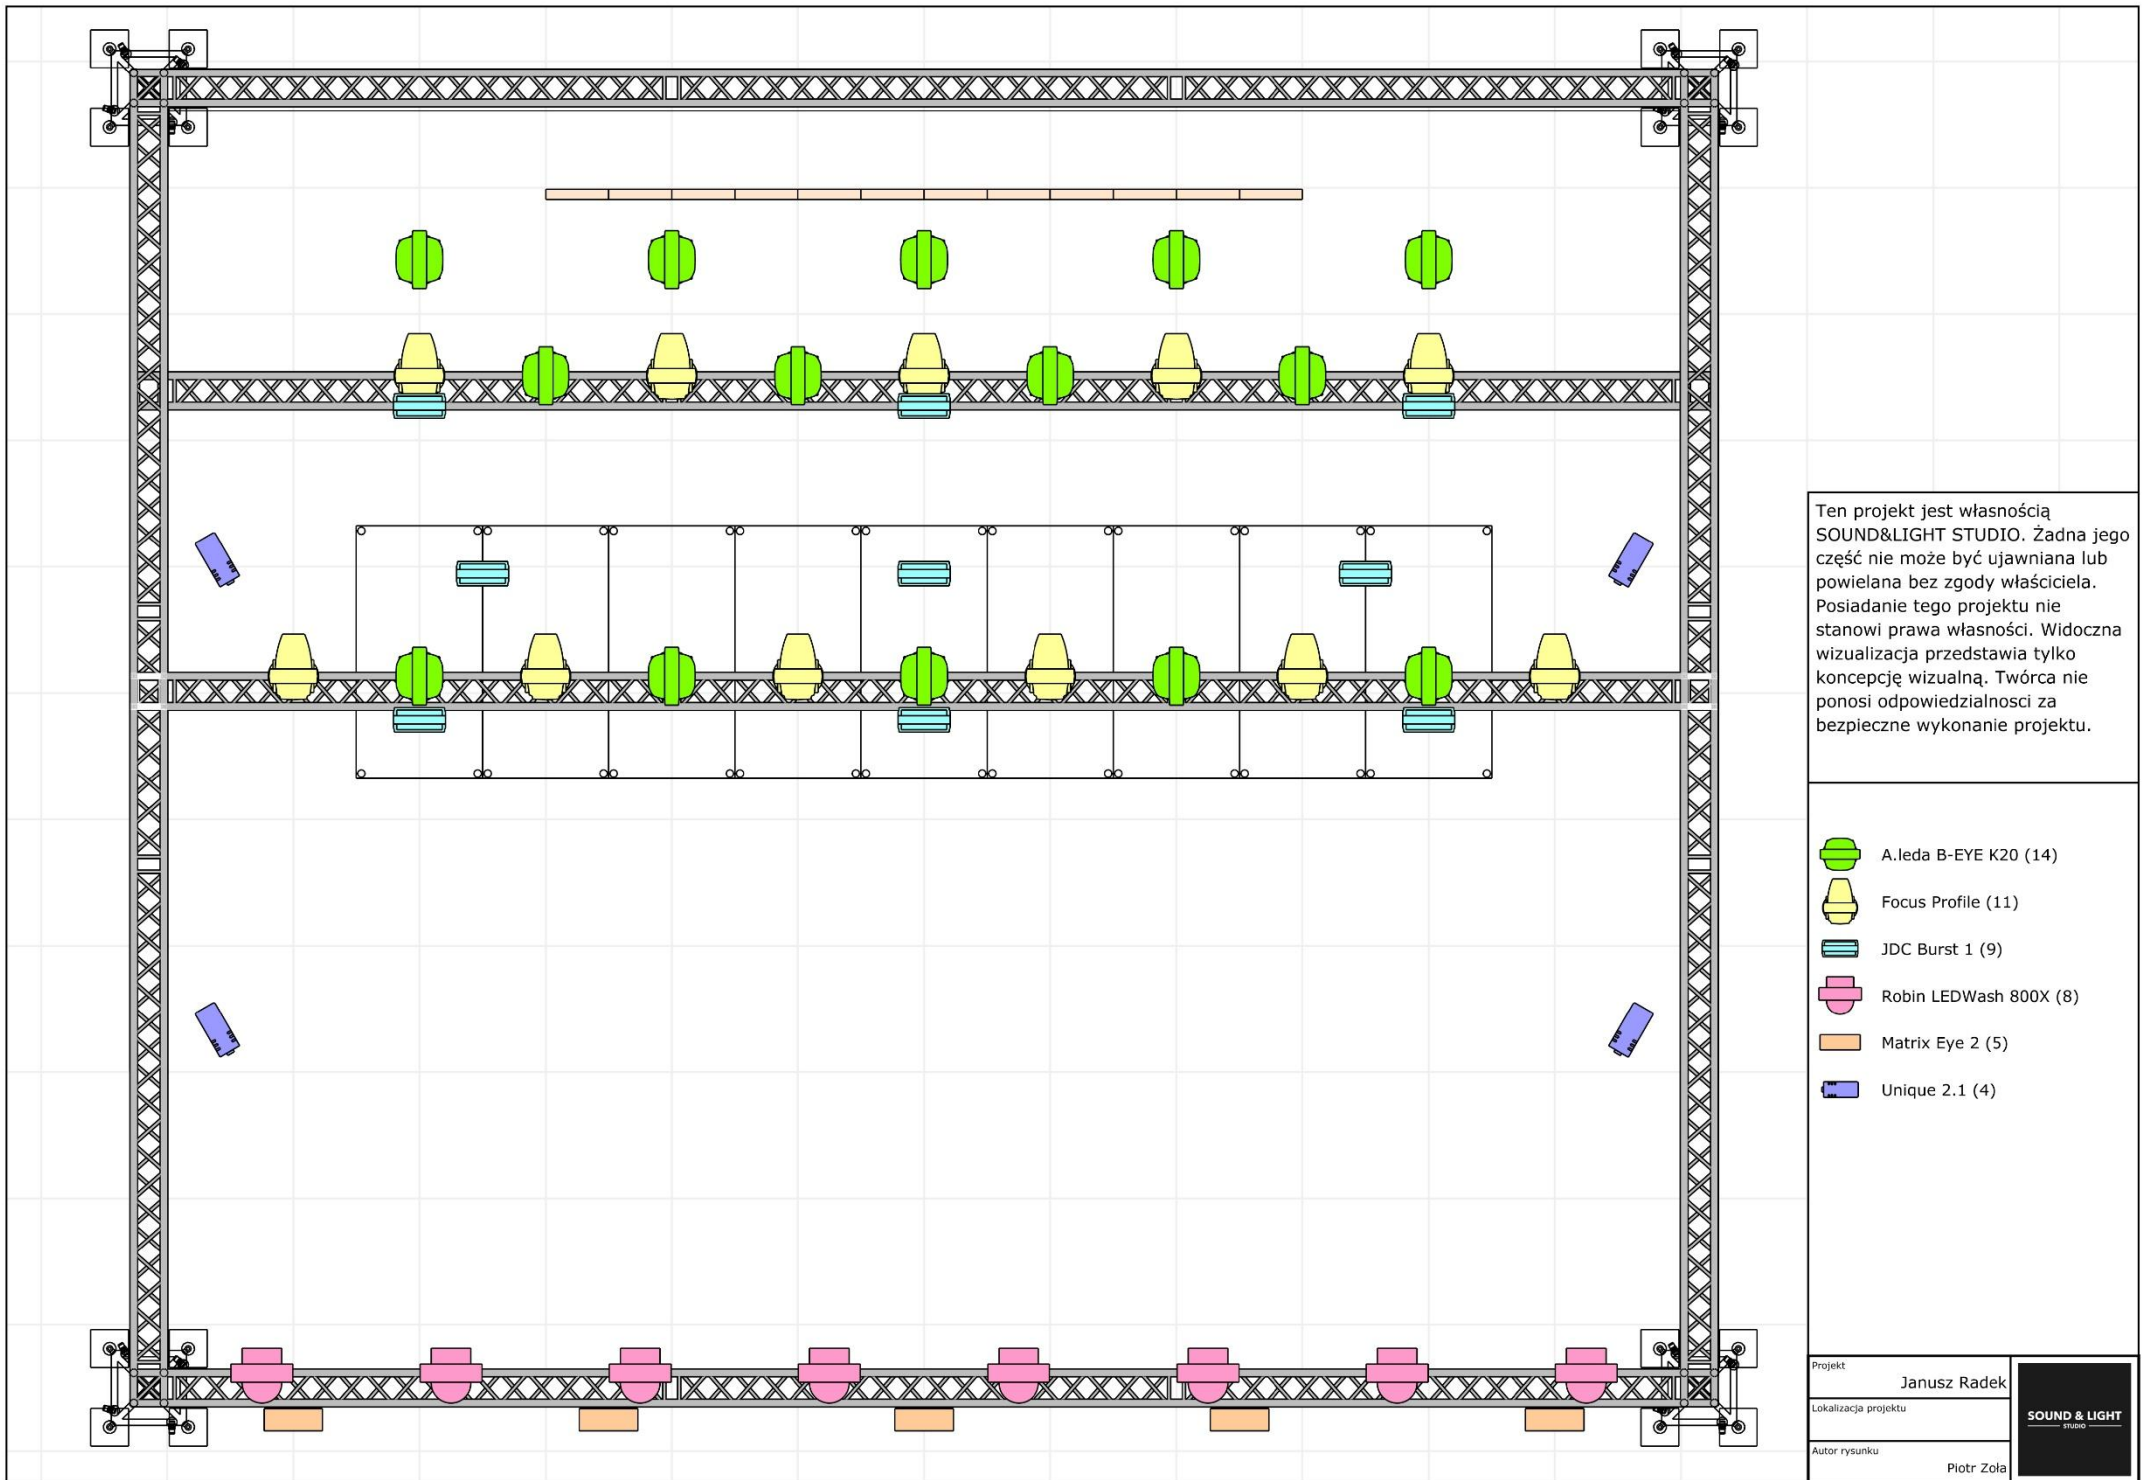 Ten projekt jest własnością
SOUND&LIGHT STUDIO. Żadna jego
część nie może być ujawniana lub
powielana bez zgody właściciela.
Posiadanie tego projektu nie
stanowi prawa własności. Widoczna
wizualizacja przedstawia tylko
koncepcję wizualną. Twórca nie
ponosi odpowiedzialnosci za
bezpieczne wykonanie projektu.
A.leda B-EYE K20 (14)
Focus Profile (11)
JDC Burst 1 (9)
Robin LEDWash 800X (8)
Matrix Eye 2 (5)
Unique 2.1 (4)
Projekt
Janusz Radek
Lokalizacja projektu
Autor rysunku
Piotr Zoła
SOUND & LIGHT
STUDIO